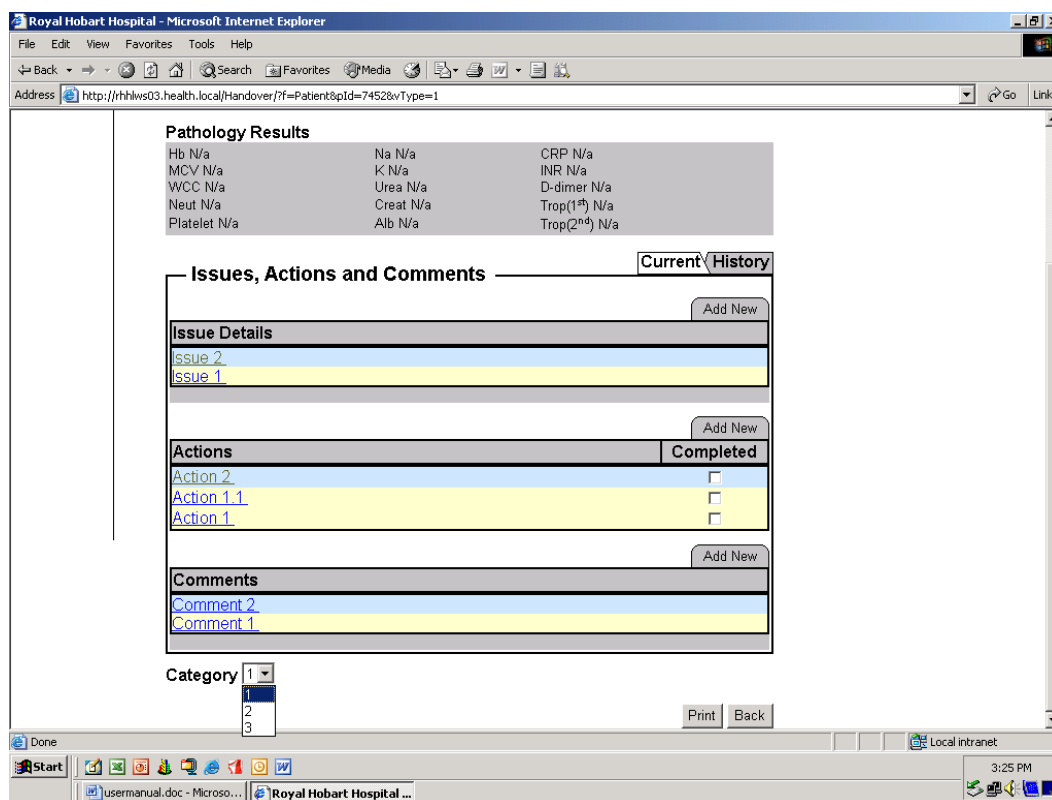 Royal Hobart Hospital - Microsoft Internet Explorer
File Edit View Favorites Tools Help
Back Search Favorites Media
Address http://rhhlws03.health.local/Handover/?f=Patient&pId=7452&vType=1 Go Link
Pathology Results
Hb N/a Na N/a CRP N/a
MCV N/a K N/a INR N/a
WCC N/a Urea N/a D-dimer N/a
Neut N/a Creat N/a Trop(1st) N/a
Platelet N/a Alb N/a Trop(2nd) N/a
Current History
Issues, Actions and Comments
Add New
Issue Details
Issue 2
Issue 1
Add New
Actions Completed
Action 2
Action 1.1
Action 1
Add New
Comments
Comment 2
Comment 1
Category 1
1
2
3
Print Back
Done Local intranet
Start 3:25 PM
usermanual.doc - Microso... Royal Hobart Hospital ...